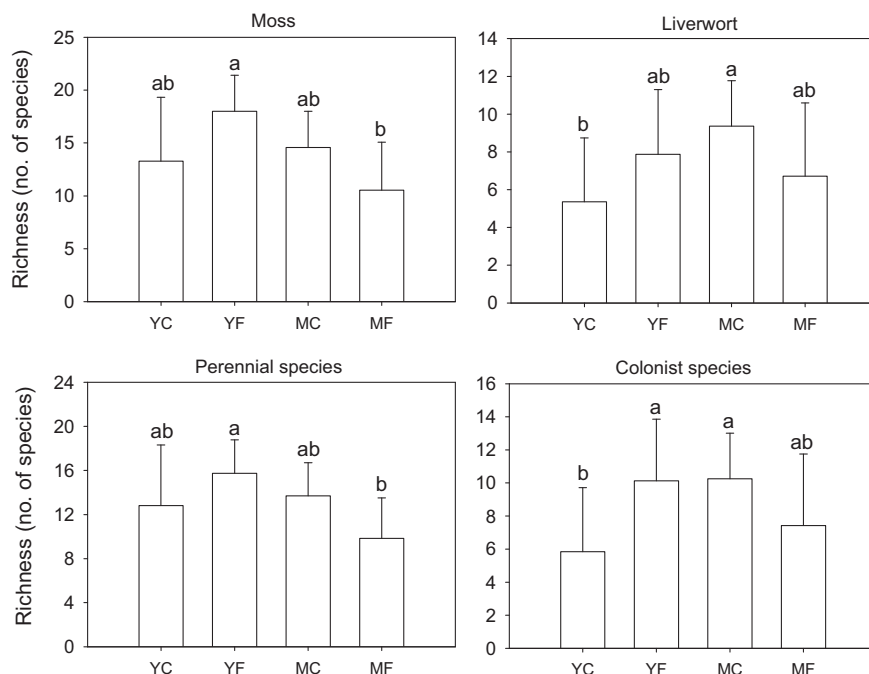 Moss
Richness (no. of species)
25
20
15
10
5
0
ab
a
ab
b
YC
YF
MC
MF
Liverwort
14
12
10
8
6
4
2
0
b
ab
a
ab
YC
YF
MC
MF
Perennial species
Richness (no. of species)
24
20
16
12
8
4
0
ab
a
ab
b
YC
YF
MC
MF
Colonist species
16
14
12
10
8
6
4
2
0
b
a
a
ab
YC
YF
MC
MF